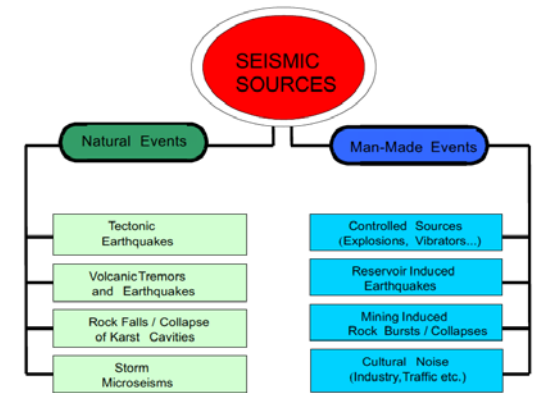 SEISMIC
SOURCES
Natural Events
Man-Made Events
Tectonic
Earthquakes
Volcanic Tremors
and Earthquakes
Rock Falls / Collapse
of Karst Cavities
Storm
Microseisms
Controlled Sources
(Explosions, Vibrators...)
Reservoir Induced
Earthquakes
Mining Induced
Rock Bursts / Collapses
Cultural Noise
(Industry,Traffic etc.)